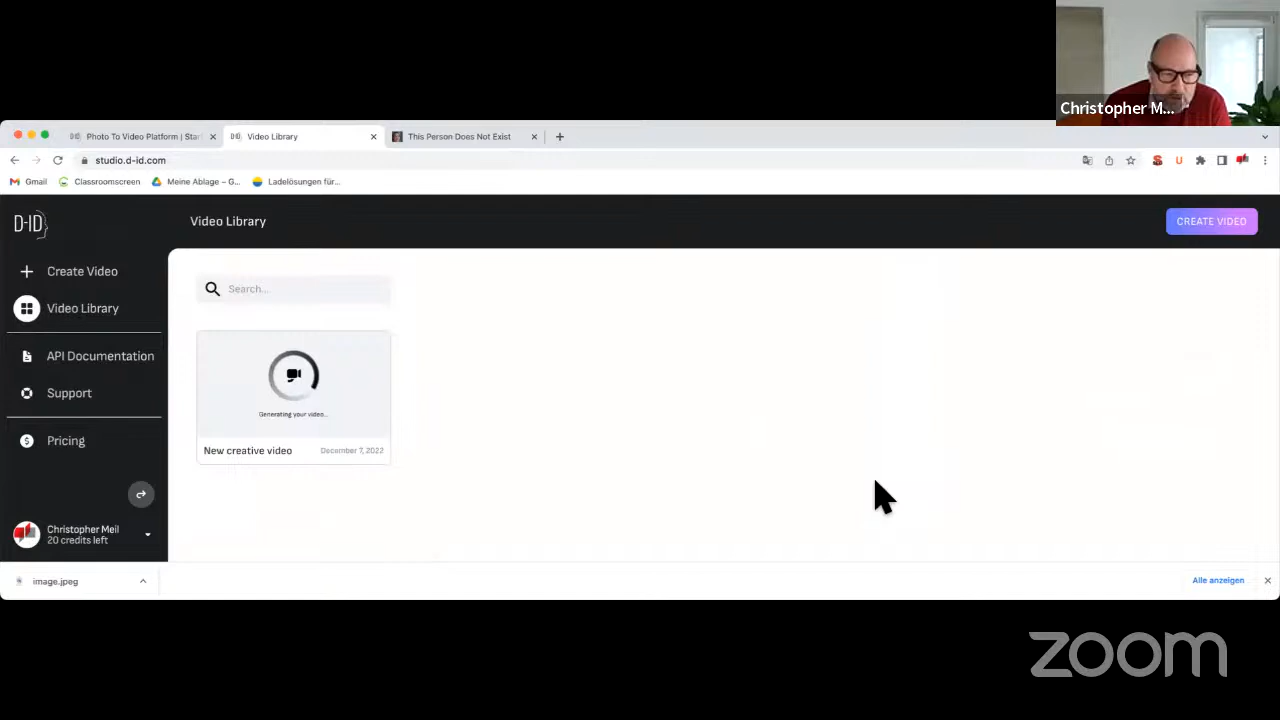 Christopher M...
Photo To Video Platform | Star
Video Library
This Person Does Not Exist
studio.d-id.com
Gmail
Classroomscreen
Meine Ablage – G...
Ladelösungen für...
D-ID
Video Library
CREATE VIDEO
Create Video
Video Library
API Documentation
Support
Pricing
Christopher Meil
20 credits left
Search...
Generating your video...
New creative video
December 7, 2022
image.jpeg
Alle anzeigen
zoom